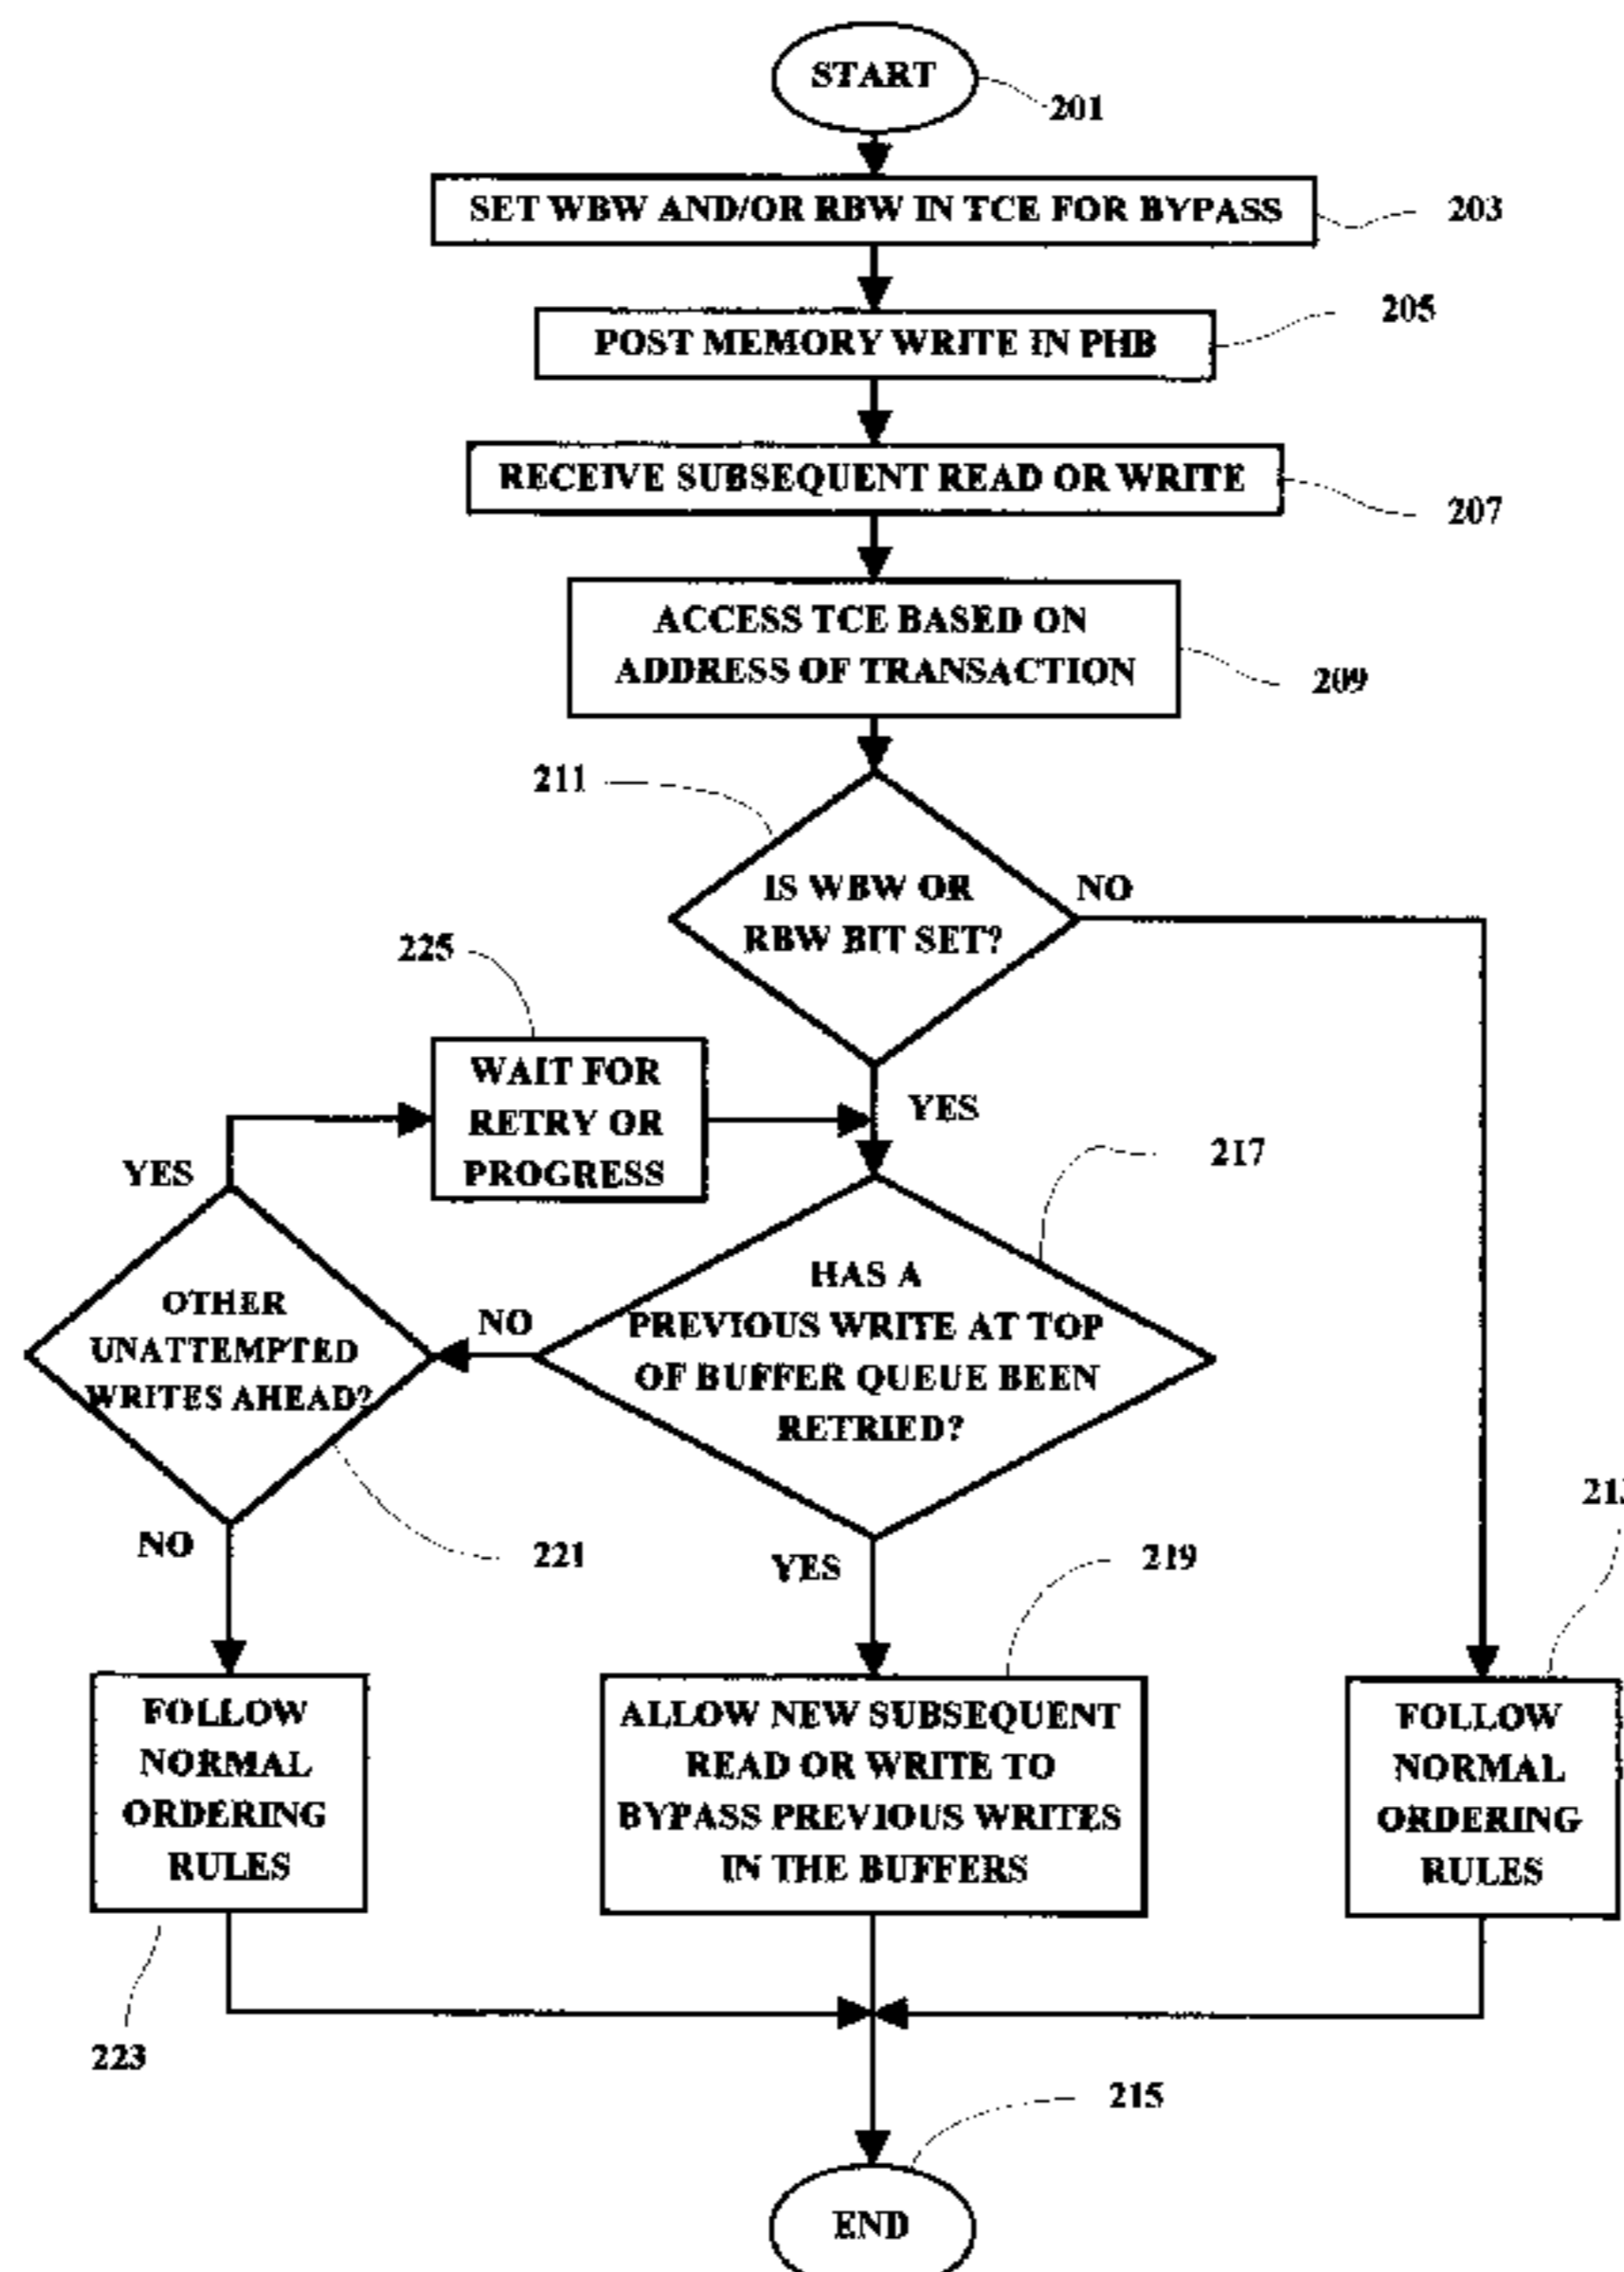 START
201
SET WBW AND/OR RBW IN TCE FOR BYPASS
203
POST MEMORY WRITE IN PHB
205
RECEIVE SUBSEQUENT READ OR WRITE
207
ACCESS TCE BASED ON
ADDRESS OF TRANSACTION
209
211
IS WBW OR
RBW BIT SET?
NO
YES
225
WAIT FOR
RETRY OR
PROGRESS
217
HAS A
PREVIOUS WRITE AT TOP
OF BUFFER QUEUE BEEN
RETRIED?
NO
YES
OTHER
UNATTEMPTED
WRITES AHEAD?
YES
NO
221
219
FOLLOW
NORMAL
ORDERING
RULES
223
ALLOW NEW SUBSEQUENT
READ OR WRITE TO
BYPASS PREVIOUS WRITES
IN THE BUFFERS
FOLLOW
NORMAL
ORDERING
RULES
215
END